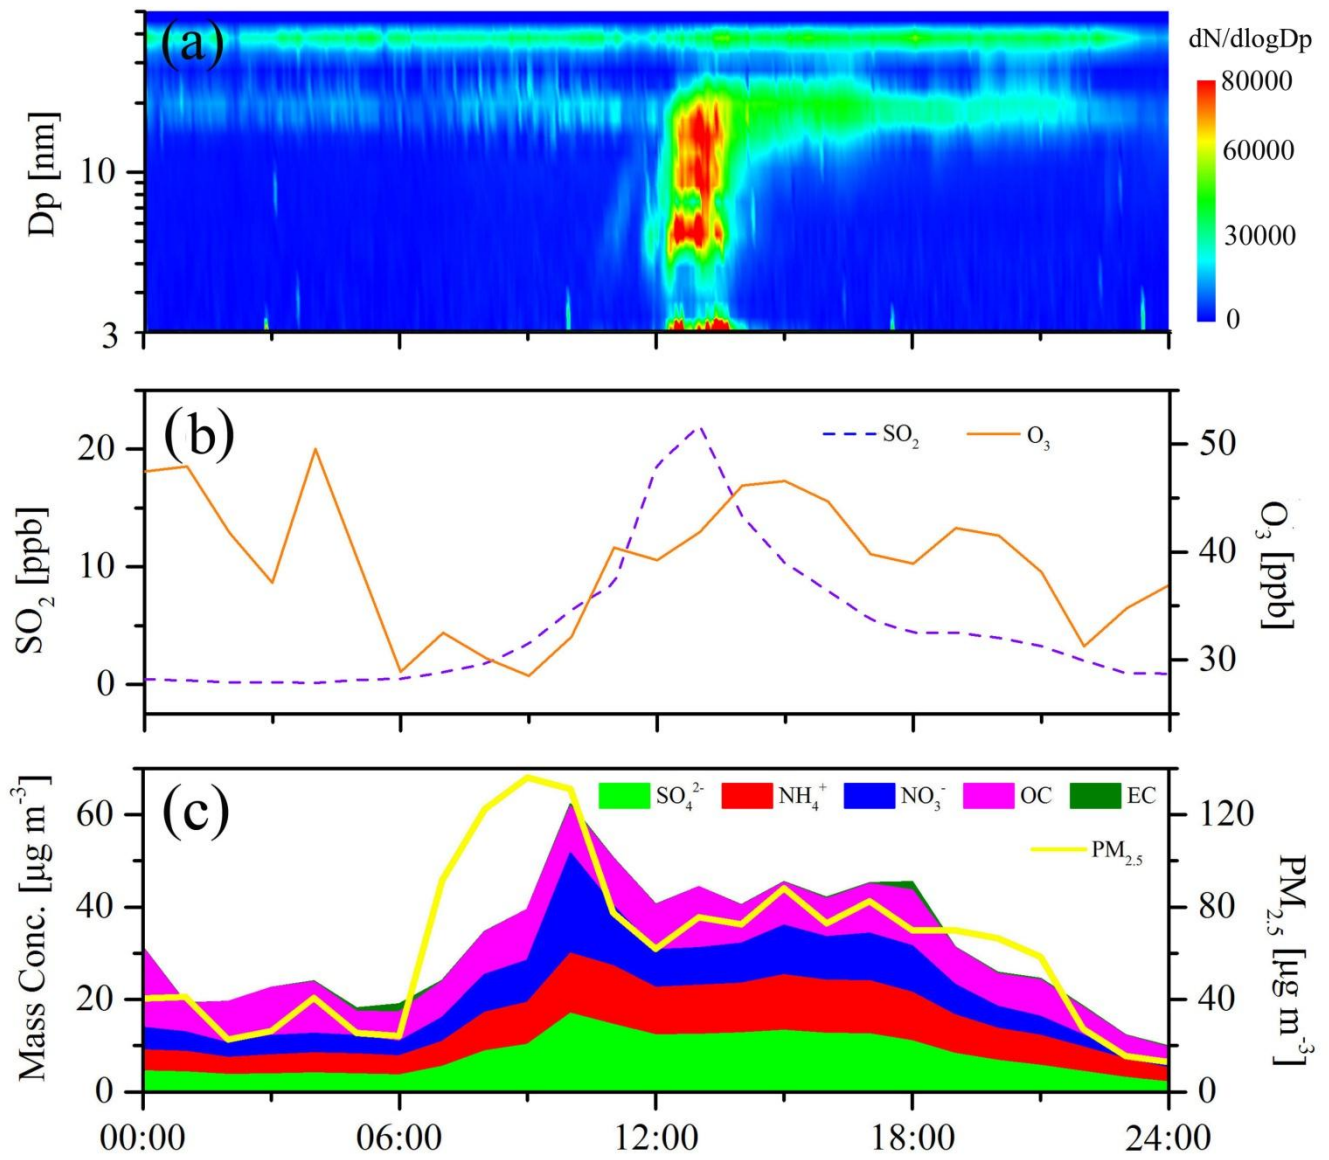 (a)
dN/dlogDp
80000
60000
30000
0
Dp [nm]
10
3
(b)
SO₂
O₃
20
10
0
SO₂ [ppb]
50
40
30
O₃ [ppb]
(c)
SO₄²⁻
NH₄⁺
NO₃⁻
OC
EC
PM₂.₅
60
40
20
0
Mass Conc. [μg m⁻³]
120
80
40
0
PM₂.₅ [μg m⁻³]
00:00
06:00
12:00
18:00
24:00